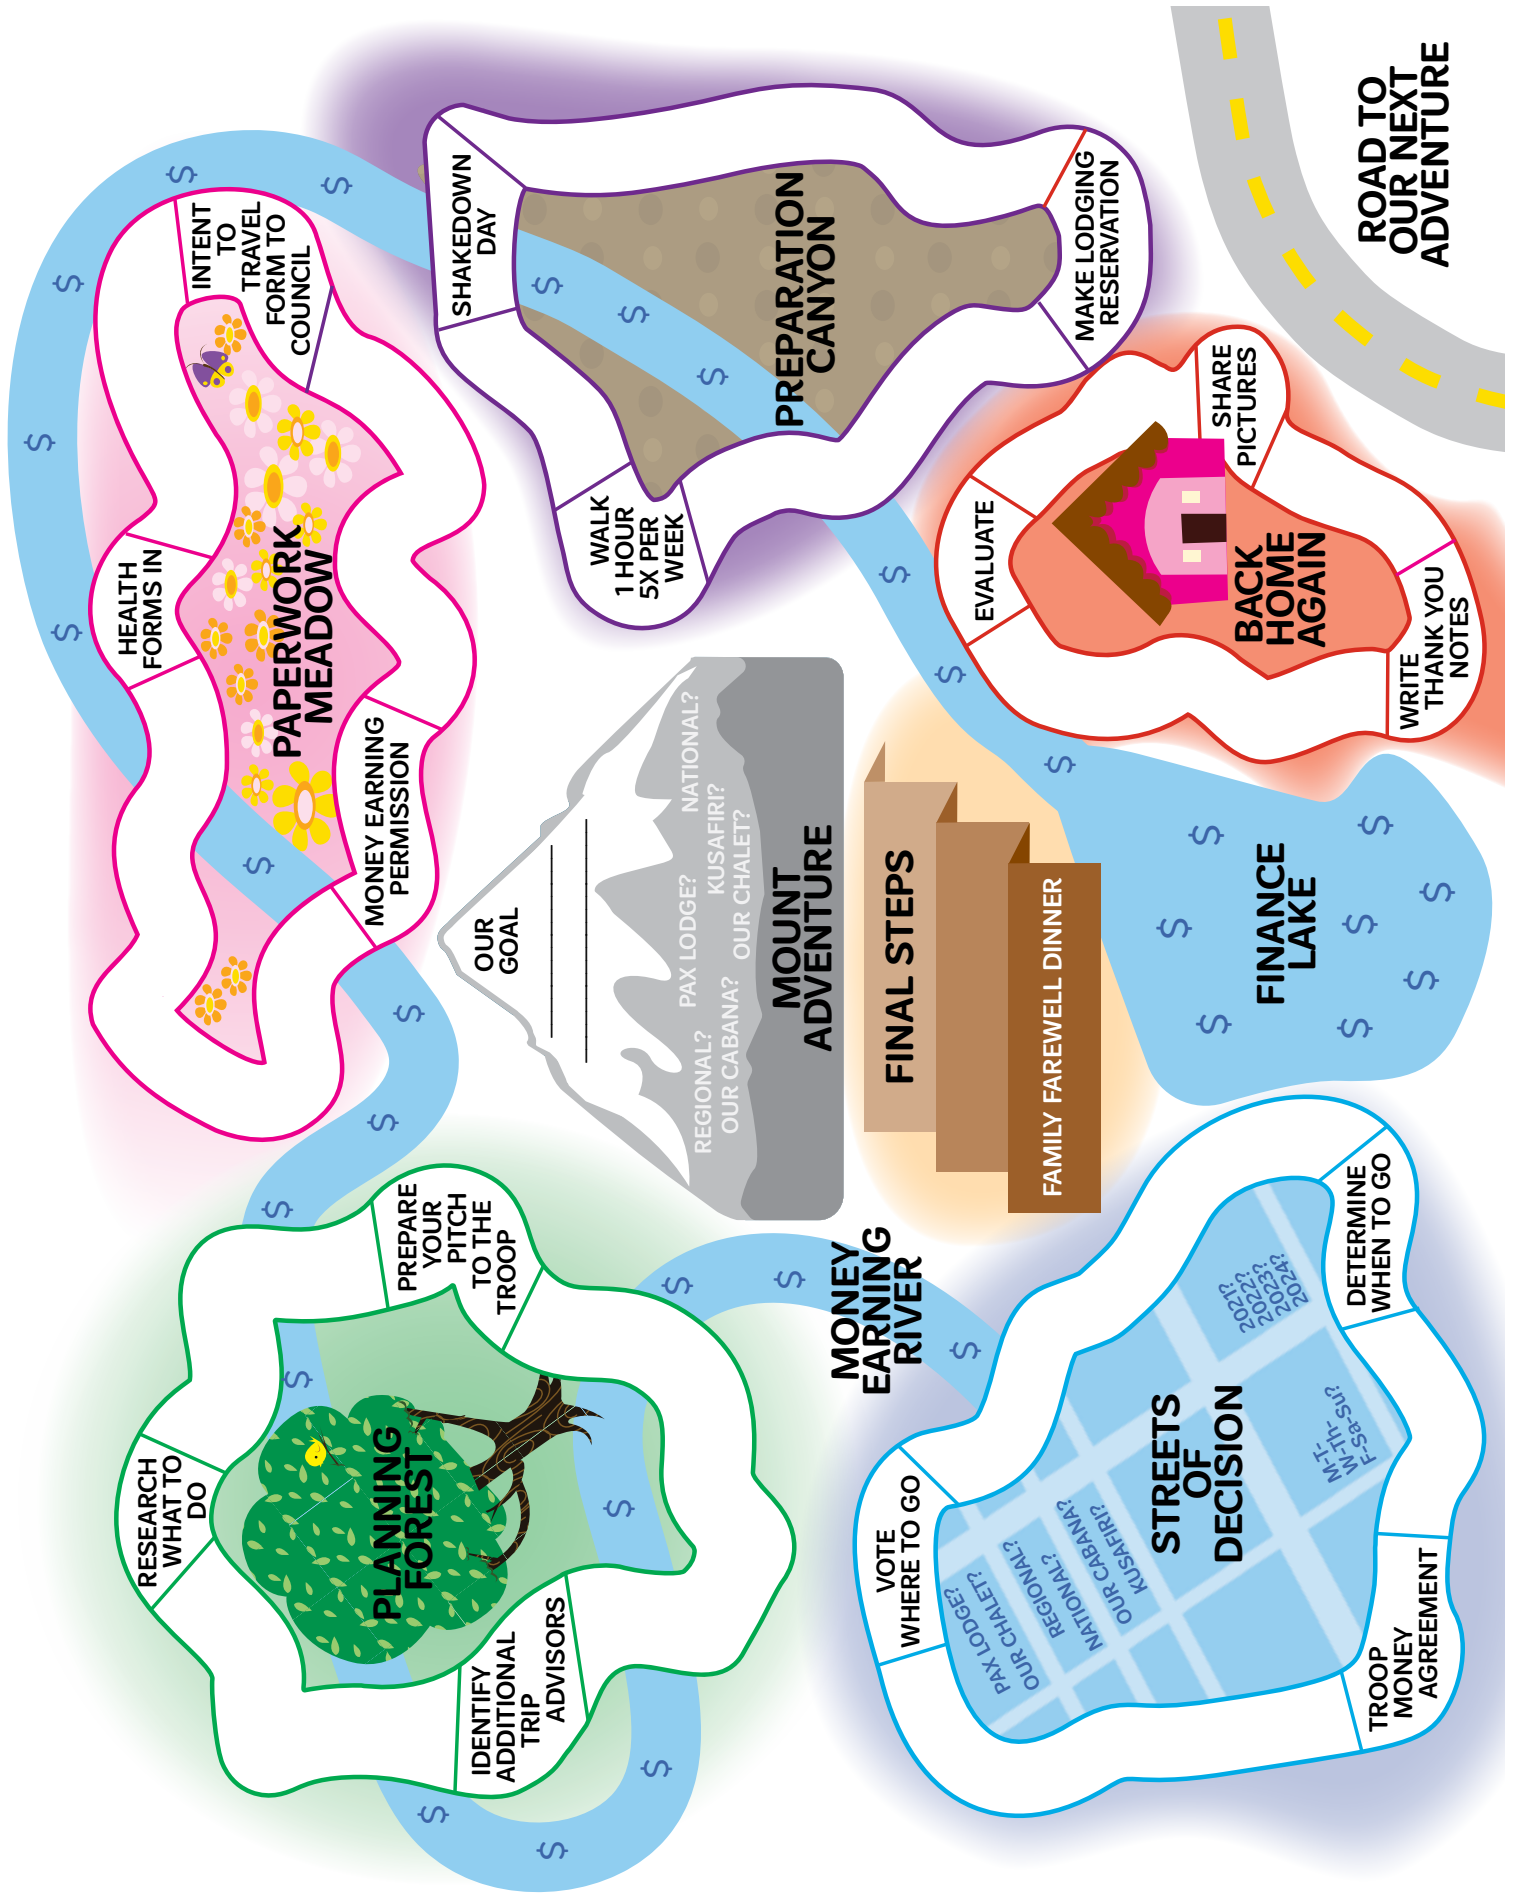 RESEARCH
WHAT TO
DO
PLANNING
FOREST
PREPARE
YOUR
PITCH
TO THE
TROOP
IDENTIFY
ADDITIONAL
TRIP
ADVISORS
HEALTH
FORMS IN
INTENT
TO
TRAVEL
FORM TO
COUNCIL
PAPERWORK
MEADOW
MONEY EARNING
PERMISSION
OUR
GOAL
NATIONAL?
PAX LODGE?
KUSAFIRI?
REGIONAL?
OUR CHALET?
OUR CABANA?
MOUNT
ADVENTURE
SHAKEDOWN
DAY
WALK
1 HOUR
5X PER
WEEK
PREPARATION
CANYON
MAKE LODGING
RESERVATION
MONEY
EARNING
RIVER
VOTE
WHERE TO GO
PAX LODGE?
OUR CHALET?
REGIONAL?
NATIONAL?
OUR CABANA?
KUSAFIRI?
STREETS
OF
DECISION
2021?
2022?
2023?
2024?
M-T-
W-Th-
F-Sa-Su?
DETERMINE
WHEN TO GO
TROOP
MONEY
AGREEMENT
FINAL STEPS
FAMILY FAREWELL DINNER
FINANCE
LAKE
EVALUATE
SHARE
PICTURES
BACK
HOME
AGAIN
WRITE
THANK YOU
NOTES
ROAD TO
OUR NEXT
ADVENTURE